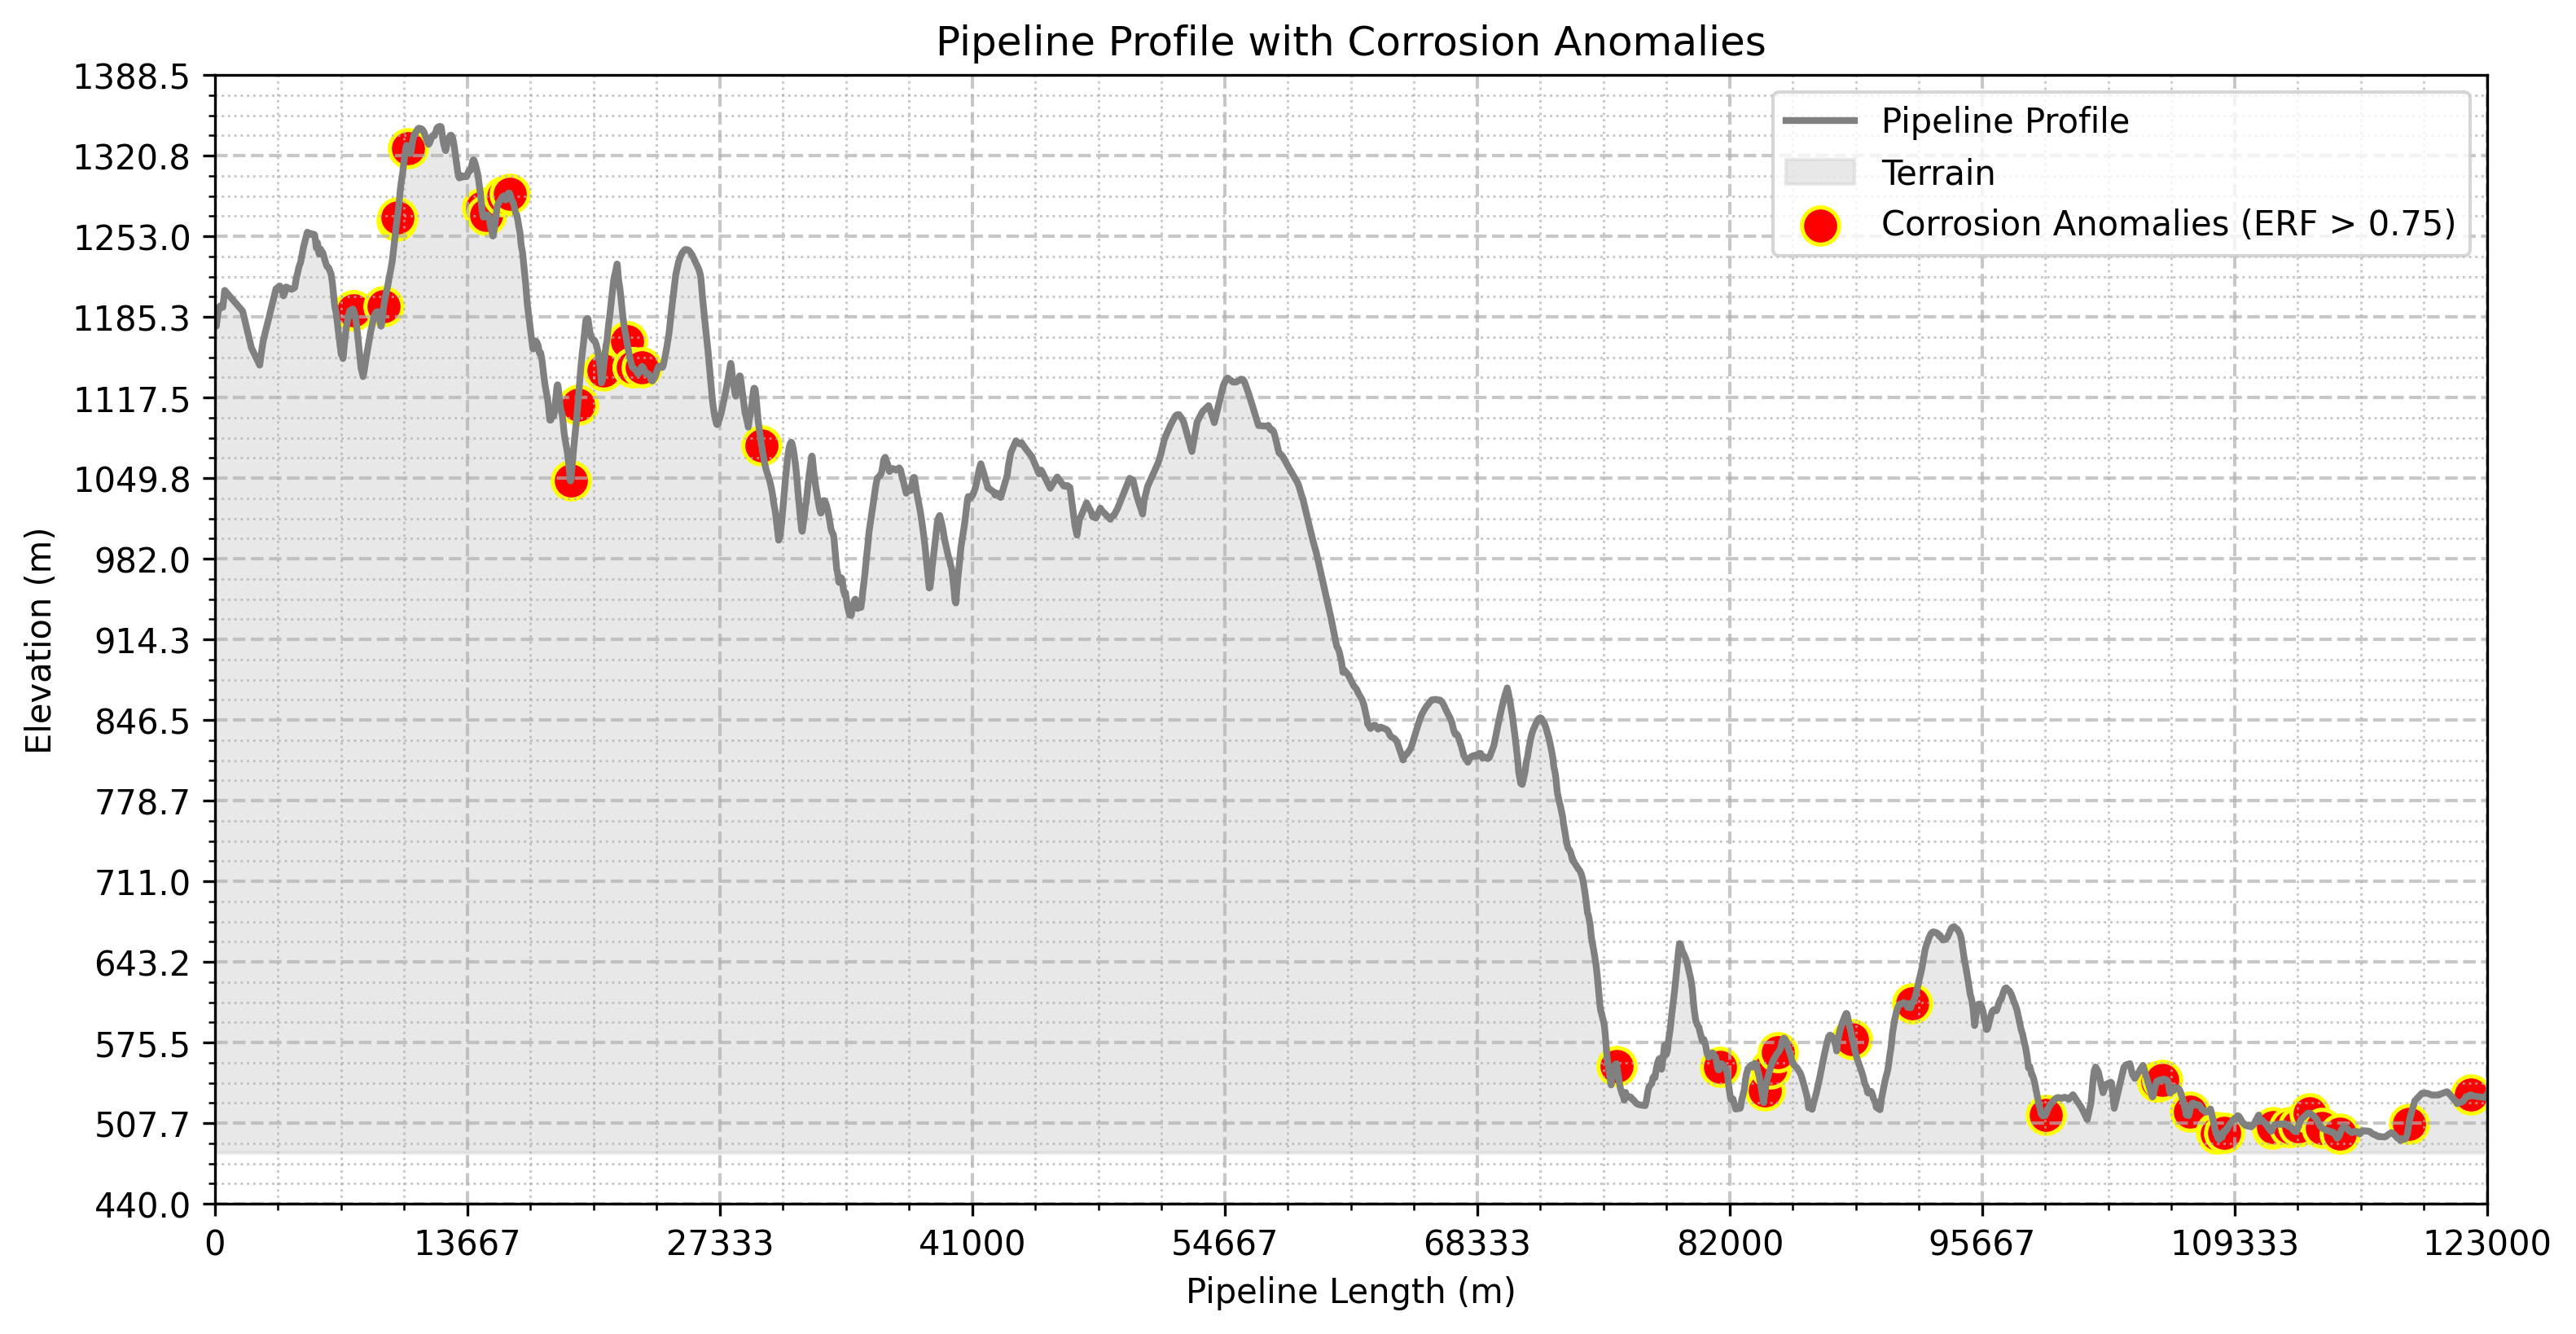 Pipeline Profile with Corrosion Anomalies
1388.5
1320.8
1253.0
1185.3
1117.5
1049.8
982.0
914.3
846.5
778.7
711.0
643.2
575.5
507.7
440.0
Elevation (m)
Pipeline Profile
Terrain
Corrosion Anomalies (ERF > 0.75)
0 13667 27333 41000 54667 68333 82000 95667 109333 123000
Pipeline Length (m)